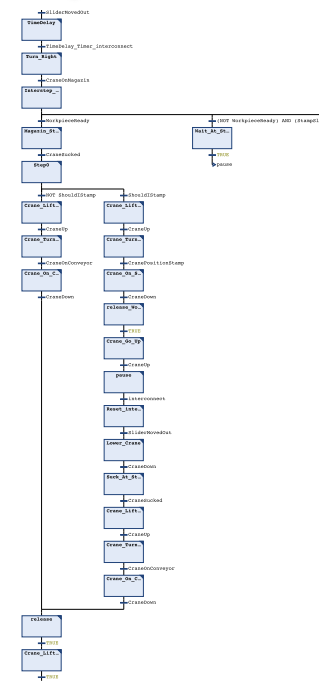 SliderMovedOut
TimeDelay
TimeDelay_Timer_interconnect
Turn_Right
CraneOnMagazin
Interstep_…
WorkpieceReady
(NOT WorkpieceReady) AND (StampSl
Magazin_St…
Wait_At_St…
CraneSucked
TRUE
Step0
pause
NOT ShouldIStamp
ShouldIStamp
Crane_Lift…
Crane_Lift…
CraneUp
CraneUp
Crane_Turn…
Crane_Turn…
CraneOnConveyor
CranePositionStamp
Crane_On_C…
Crane_On_S…
CraneDown
CraneDown
release_Wo…
TRUE
Crane_Go_Up
CraneUp
pause
interconnect
Reset_inte…
SliderMovedOut
Lower_Crane
CraneDown
Suck_At_St…
CraneSucked
Crane_Lift…
CraneUp
Crane_Turn…
CraneOnConveyor
Crane_On_C…
CraneDown
release
TRUE
Crane_Lift…
TRUE